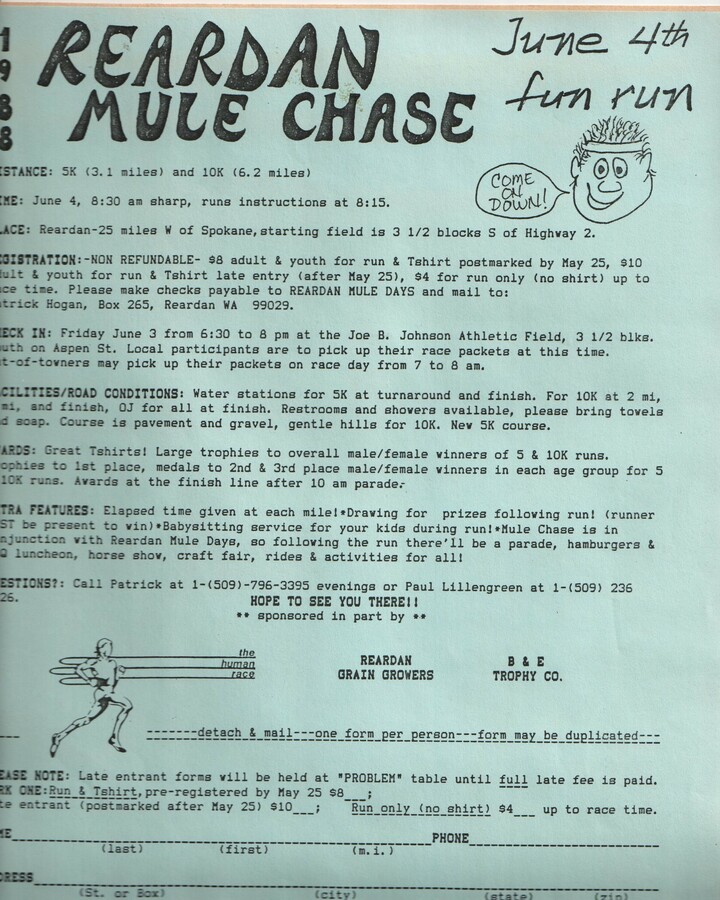 1988
REARDAN
MULE CHASE
June 4th
fun run
COME
ON
DOWN!
ISTANCE: 5K (3.1 miles) and 10K (6.2 miles)
ME: June 4, 8:30 am sharp, runs instructions at 8:15.
ACE: Reardan-25 miles W of Spokane,starting field is 3 1/2 blocks S of Highway 2.
GISTRATION:-NON REFUNDABLE- $8 adult & youth for run & Tshirt postmarked by May 25, $10
ult & youth for run & Tshirt late entry (after May 25), $4 for run only (no shirt) up to
ce time. Please make checks payable to REARDAN MULE DAYS and mail to:
trick Hogan, Box 265, Reardan WA 99029.
ECK IN: Friday June 3 from 6:30 to 8 pm at the Joe B. Johnson Athletic Field, 3 1/2 blks.
uth on Aspen St. Local participants are to pick up their race packets at this time.
t-of-towners may pick up their packets on race day from 7 to 8 am.
CILITIES/ROAD CONDITIONS: Water stations for 5K at turnaround and finish. For 10K at 2 mi,
mi, and finish, OJ for all at finish. Restrooms and showers available, please bring towels
d soap. Course is pavement and gravel, gentle hills for 10K. New 5K course.
ARDS: Great Tshirts! Large trophies to overall male/female winners of 5 & 10K runs.
ophies to 1st place, medals to 2nd & 3rd place male/female winners in each age group for 5
10K runs. Awards at the finish line after 10 am parade.
TRA FEATURES: Elapsed time given at each mile!*Drawing for prizes following run! (runner
ST be present to win)*Babysitting service for your kids during run!*Mule Chase is in
njunction with Reardan Mule Days, so following the run there'll be a parade, hamburgers &
Q luncheon, horse show, craft fair, rides & activities for all!
ESTIONS?: Call Patrick at 1-(509)-796-3395 evenings or Paul Lillengreen at 1-(509) 236
26.
HOPE TO SEE YOU THERE!!
** sponsored in part by **
the
human
race
REARDAN
GRAIN GROWERS
B & E
TROPHY CO.
-------detach & mail---one form per person---form may be duplicated---
EASE NOTE: Late entrant forms will be held at "PROBLEM" table until full late fee is paid.
RK ONE:Run & Tshirt,pre-registered by May 25 $8___;
te entrant (postmarked after May 25) $10___; Run only (no shirt) $4___ up to race time.
ME PHONE
(last) (first) (m.i.)
DRESS
(St. or Box) (city) (state) (zip)